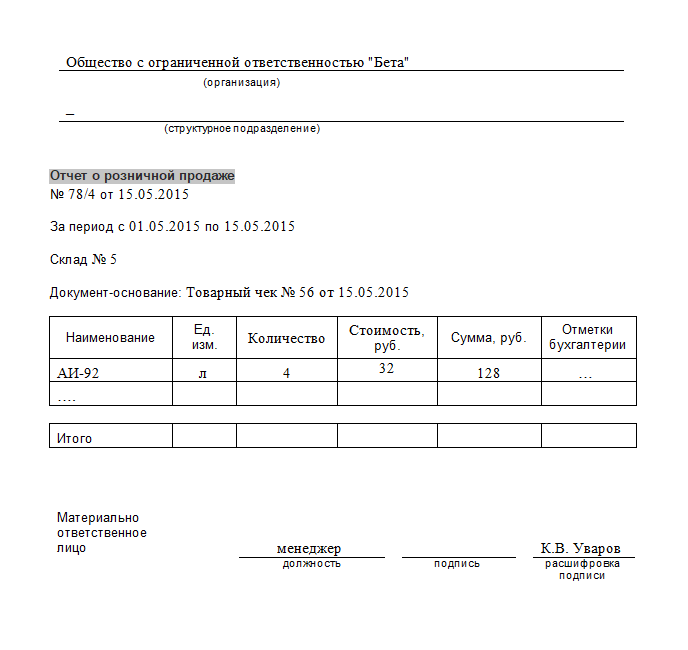 Общество с ограниченной ответственностью "Бета"
(организация)
_
(структурное подразделение)
Отчет о розничной продаже
№ 78/4 от 15.05.2015
За период с 01.05.2015 по 15.05.2015
Склад № 5
Документ-основание: Товарный чек № 56 от 15.05.2015
Наименование Ед. изм. Количество Стоимость, руб. Сумма, руб. Отметки бухгалтерии
АИ-92 л 4 32 128 …
….
Итого
Материально
ответственное
лицо
менеджер К.В. Уваров
должность подпись расшифровка
подписи